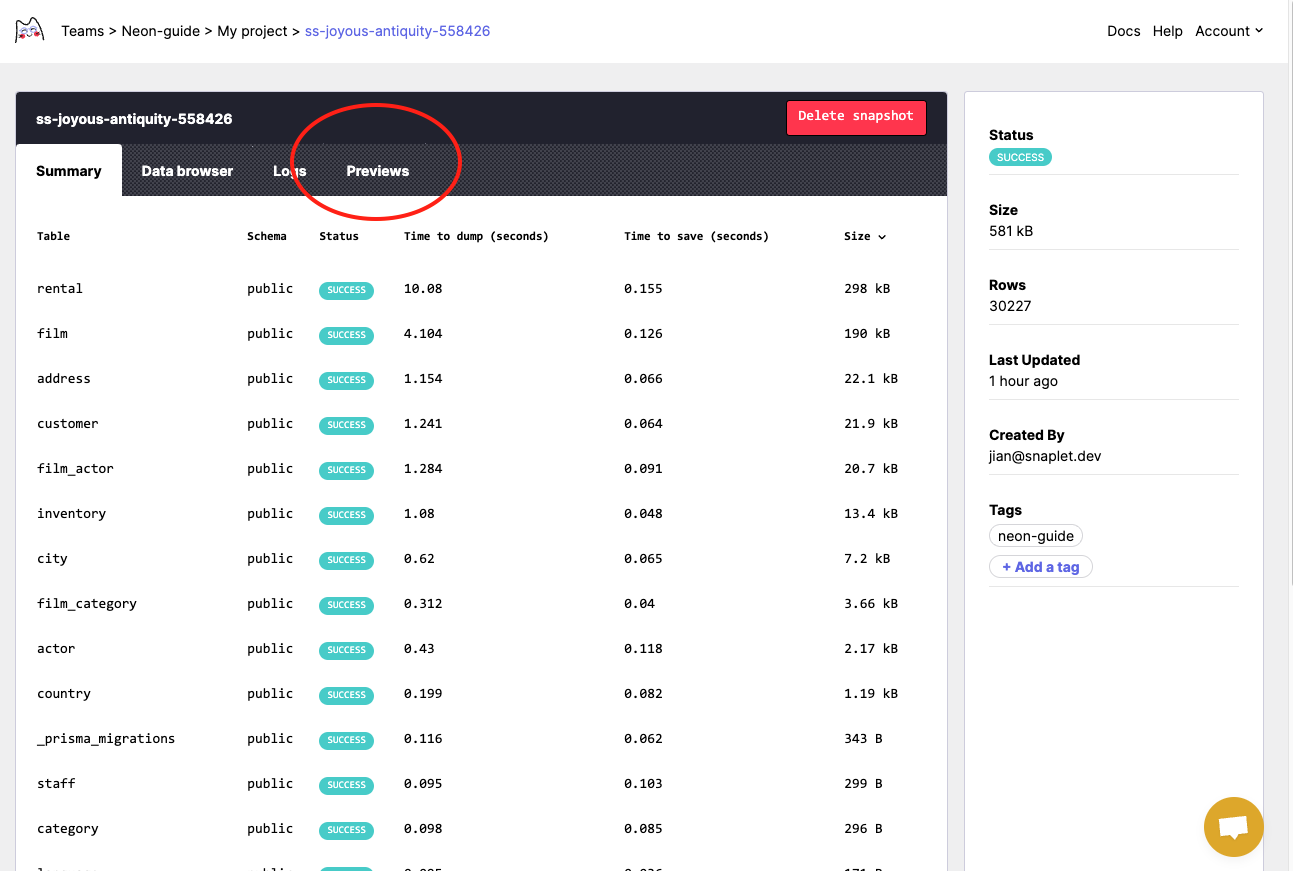 Teams > Neon-guide > My project > ss-joyous-antiquity-558426
Docs Help Account
ss-joyous-antiquity-558426
Delete snapshot
Summary Data browser Logs Previews
Table Schema Status Time to dump (seconds) Time to save (seconds) Size
rental public SUCCESS 10.08 0.155 298 kB
film public SUCCESS 4.104 0.126 190 kB
address public SUCCESS 1.154 0.066 22.1 kB
customer public SUCCESS 1.241 0.064 21.9 kB
film_actor public SUCCESS 1.284 0.091 20.7 kB
inventory public SUCCESS 1.08 0.048 13.4 kB
city public SUCCESS 0.62 0.065 7.2 kB
film_category public SUCCESS 0.312 0.04 3.66 kB
actor public SUCCESS 0.43 0.118 2.17 kB
country public SUCCESS 0.199 0.082 1.19 kB
_prisma_migrations public SUCCESS 0.116 0.062 343 B
staff public SUCCESS 0.095 0.103 299 B
category public SUCCESS 0.098 0.085 296 B
Status
SUCCESS
Size
581 kB
Rows
30227
Last Updated
1 hour ago
Created By
jian@snaplet.dev
Tags
neon-guide
+ Add a tag